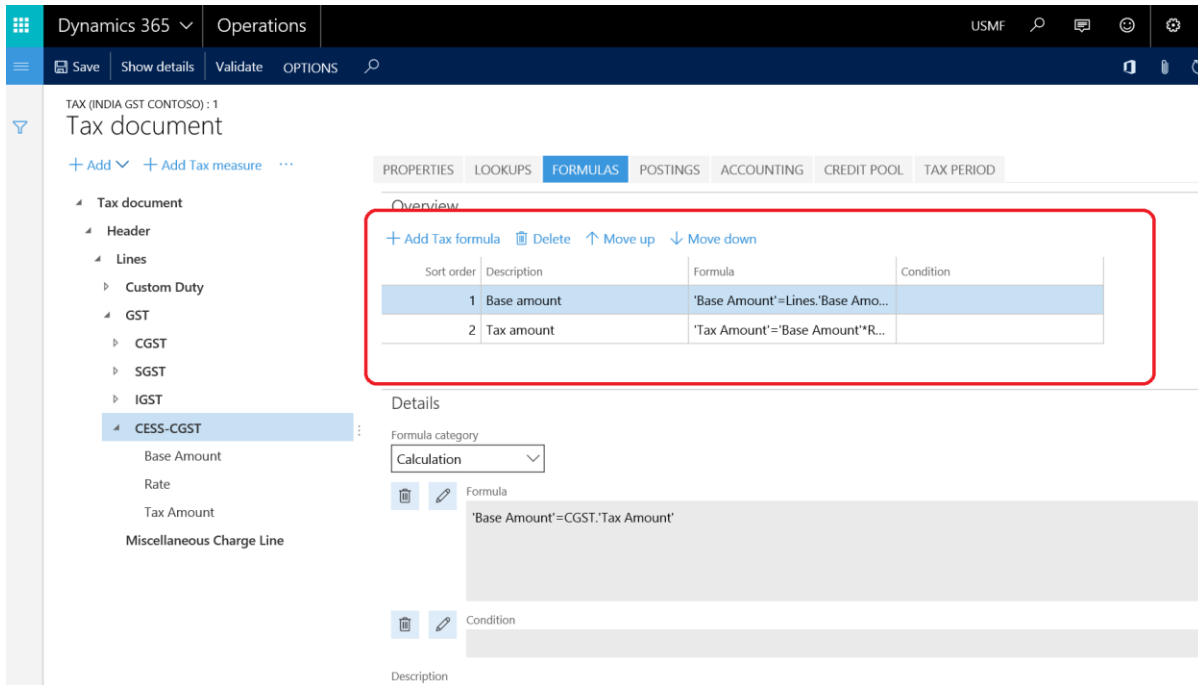 Dynamics 365 Operations USMF
Save Show details Validate OPTIONS
TAX (INDIA GST CONTOSO) : 1
Tax document
+ Add + Add Tax measure ···
PROPERTIES LOOKUPS FORMULAS POSTINGS ACCOUNTING CREDIT POOL TAX PERIOD
Tax document
Header
Lines
Custom Duty
GST
CGST
SGST
IGST
CESS-CGST
Base Amount
Rate
Tax Amount
Miscellaneous Charge Line
Overview
+ Add Tax formula Delete Move up Move down
Sort order Description Formula Condition
1 Base amount 'Base Amount'=Lines.'Base Amo...
2 Tax amount 'Tax Amount'='Base Amount'*R...
Details
Formula category
Calculation
Formula
'Base Amount'=CGST.'Tax Amount'
Condition
Description